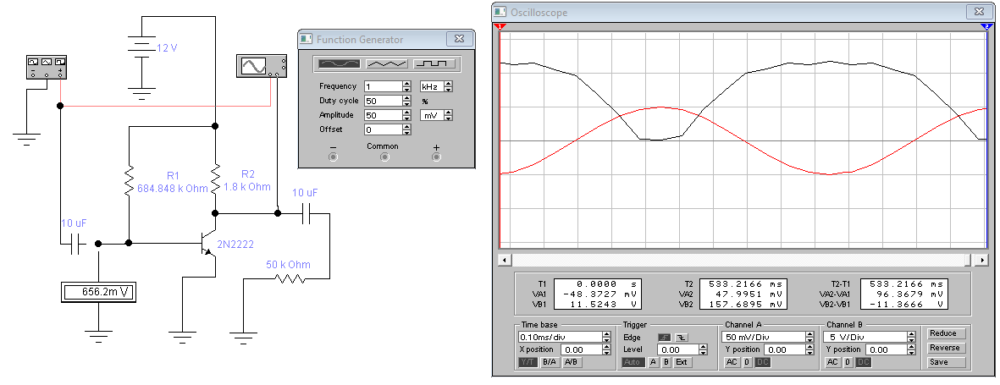 12 V
R1
684.848 k Ohm
R2
1.8 k Ohm
10 uF
10 uF
2N2222
50 k Ohm
656.2m V
Function Generator
Frequency 1 kHz
Duty cycle 50 %
Amplitude 50 mV
Offset 0
− Common +
Oscilloscope
1 2
T1 0.0000 s
VA1 -48.3727 mV
VB1 11.5243 V
T2 533.2166 ms
VA2 47.9951 mV
VB2 157.6895 mV
T2-T1 533.2166 ms
VA2-VA1 96.3679 mV
VB2-VB1 -11.3666 V
Time base
0.10ms/div
X position 0.00
Y/T B/A A/B
Trigger
Edge
Level 0.00
Auto A B Ext
Channel A
50 mV/Div
Y position 0.00
AC 0 DC
Channel B
5 V/Div
Y position 0.00
AC 0 DC
Reduce
Reverse
Save